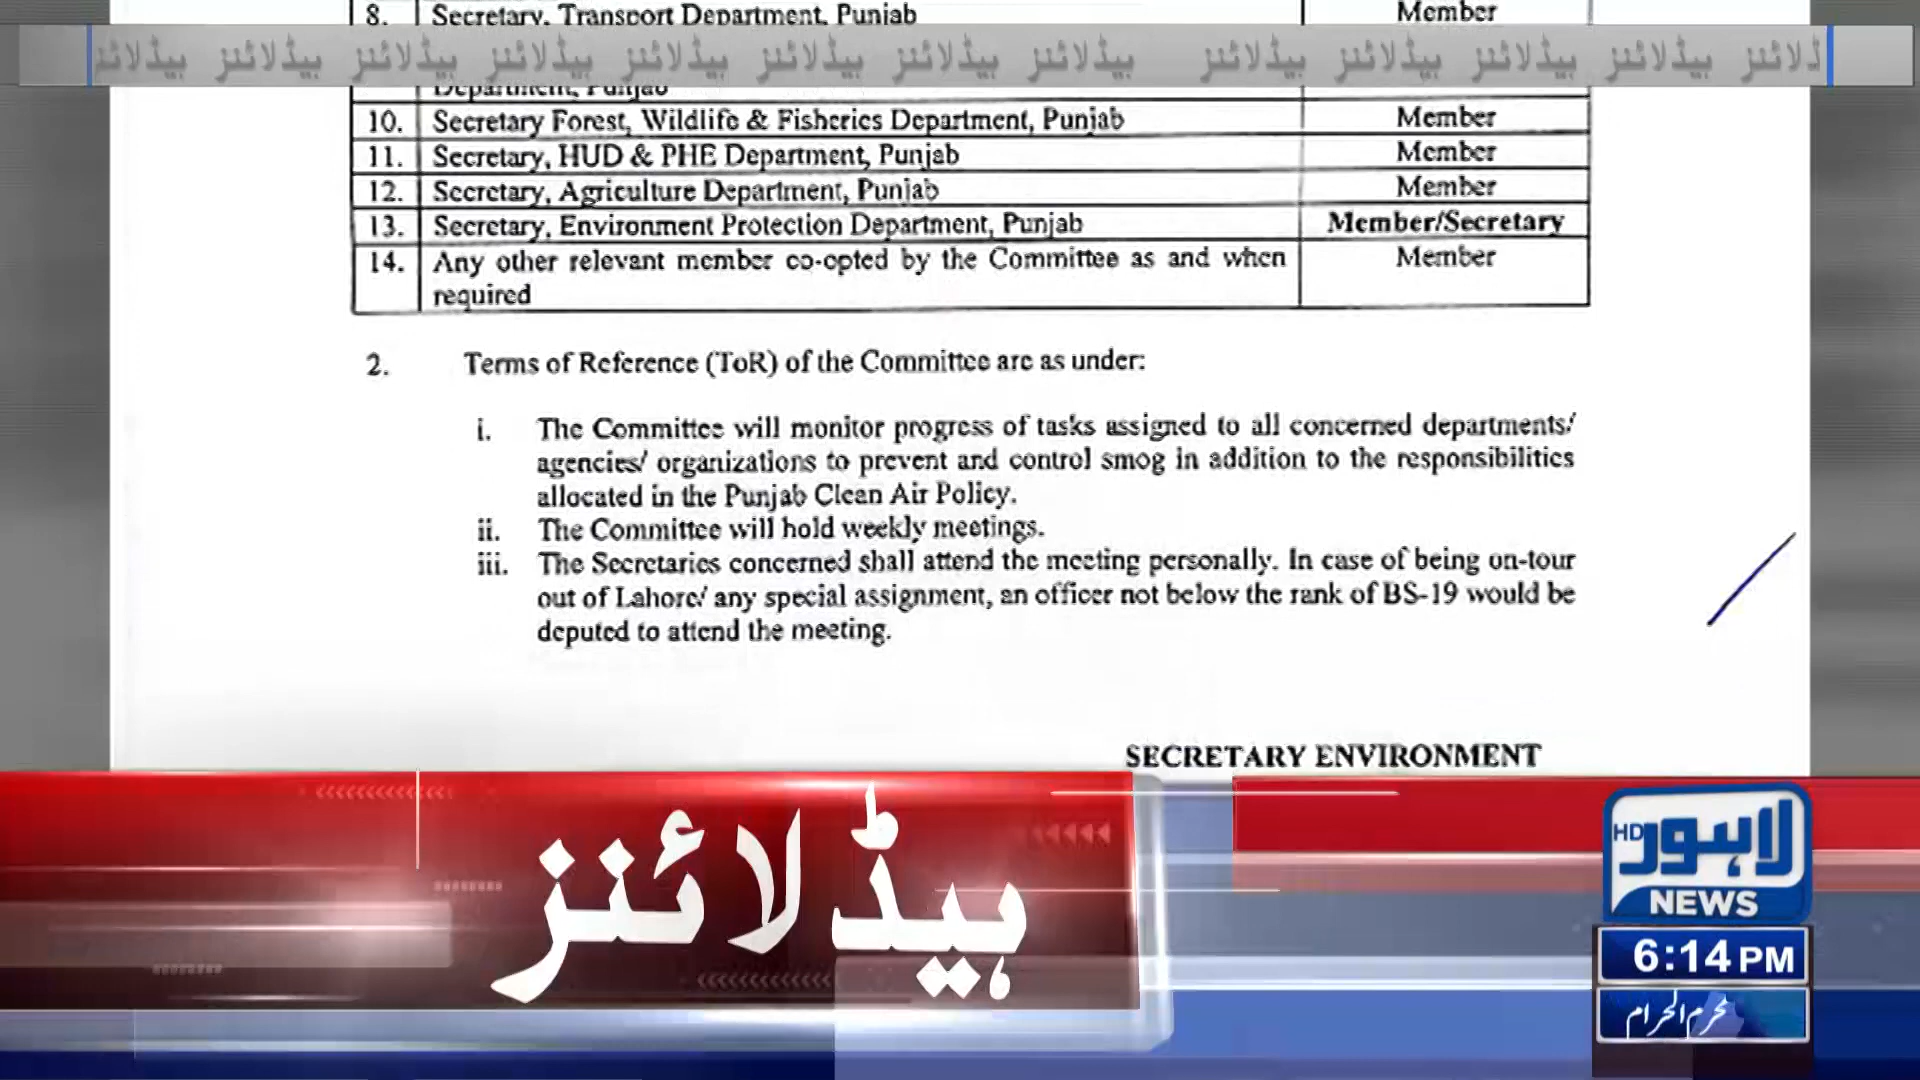 8. Secretary, Transport Department, Punjab Member
ہیڈلائنز ہیڈلائنز ہیڈلائنز ہیڈلائنز ہیڈلائنز ہیڈلائنز ہیڈلائنز ہیڈلائنز ہیڈلائنز ہیڈلائنز ہیڈلائنز ہیڈلائنز
Department, Punjab
10. Secretary Forest, Wildlife & Fisheries Department, Punjab Member
11. Secretary, HUD & PHE Department, Punjab Member
12. Secretary, Agriculture Department, Punjab Member
13. Secretary, Environment Protection Department, Punjab Member/Secretary
14. Any other relevant member co-opted by the Committee as and when Member
required
2. Terms of Reference (ToR) of the Committee are as under:
i. The Committee will monitor progress of tasks assigned to all concerned departments/
agencies/ organizations to prevent and control smog in addition to the responsibilities
allocated in the Punjab Clean Air Policy.
ii. The Committee will hold weekly meetings.
iii. The Secretaries concerned shall attend the meeting personally. In case of being on-tour
out of Lahore/ any special assignment, an officer not below the rank of BS-19 would be
deputed to attend the meeting.
SECRETARY ENVIRONMENT
ہیڈلائنز
HD لاہور
NEWS
6:14 PM
محرم الحرام